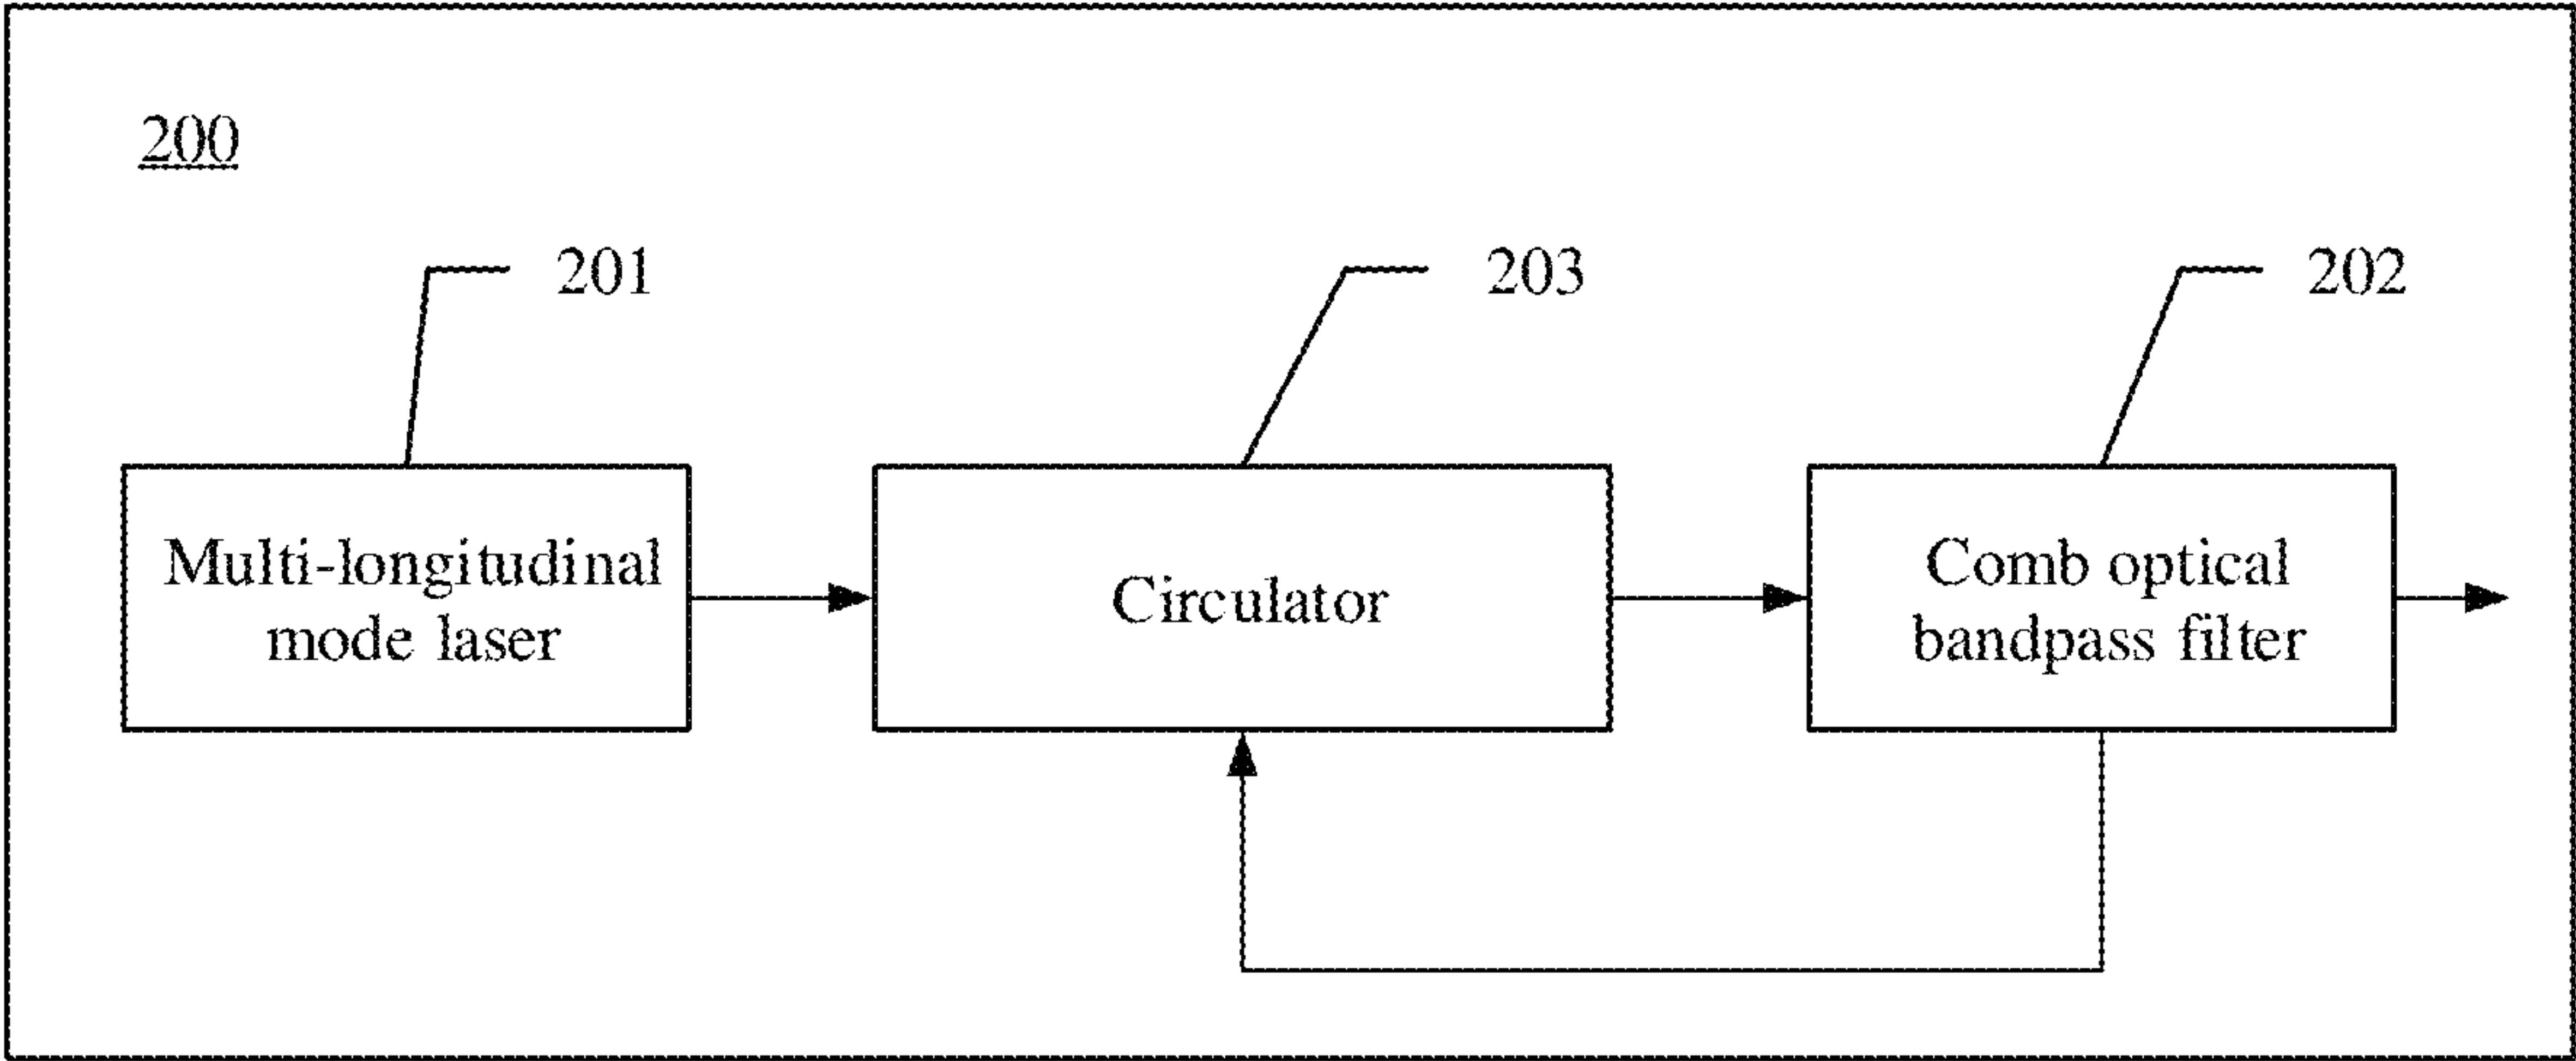 200
201
203
202
Multi-longitudinal
mode laser
Circulator
Comb optical
bandpass filter